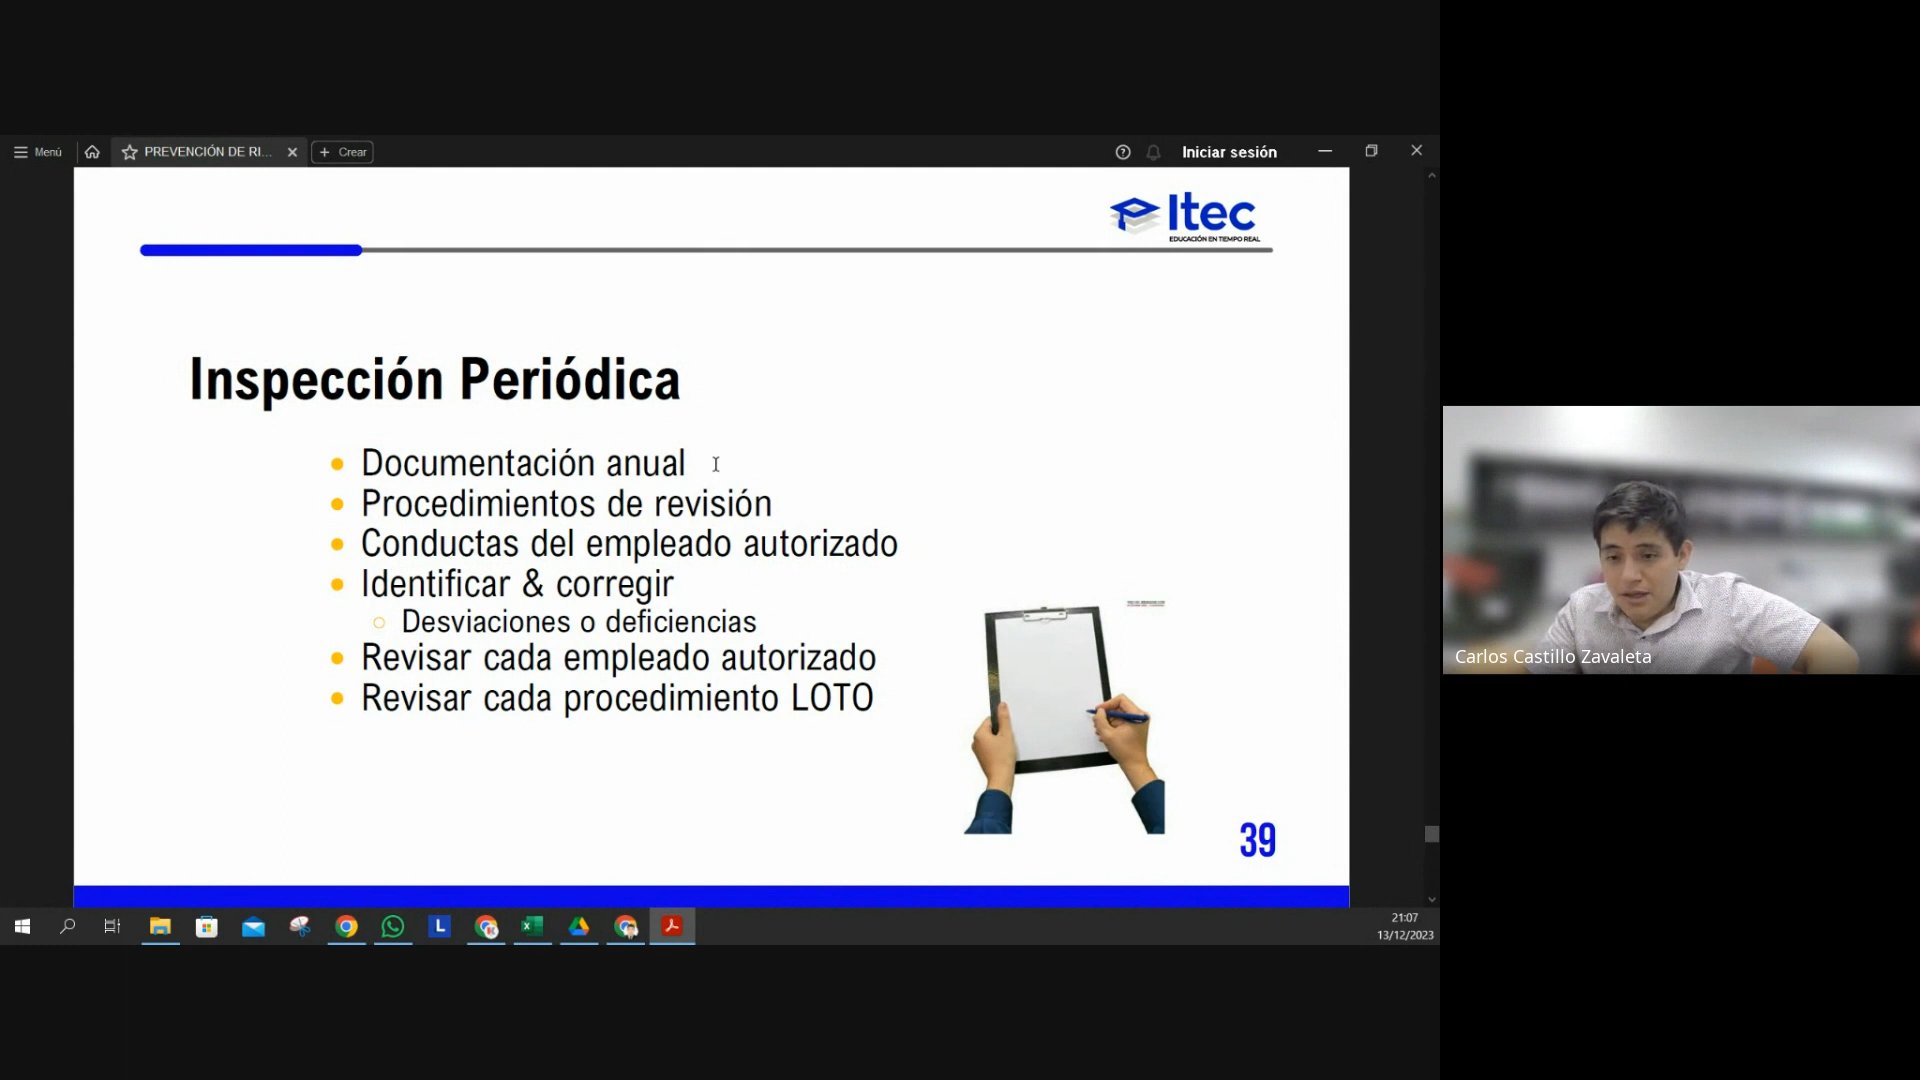 Menú
PREVENCIÓN DE RI...
Crear
Iniciar sesión
Itec
EDUCACIÓN EN TIEMPO REAL
Inspección Periódica
Documentación anual
Procedimientos de revisión
Conductas del empleado autorizado
Identificar & corregir
Desviaciones o deficiencias
Revisar cada empleado autorizado
Revisar cada procedimiento LOTO
39
Carlos Castillo Zavaleta
21:07
13/12/2023